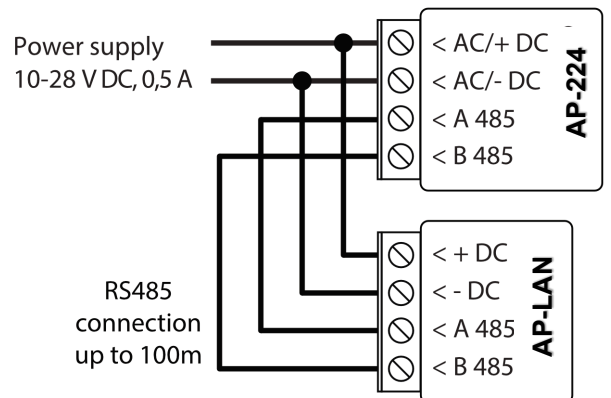 Power supply
10-28 V DC, 0,5 A
< AC/+ DC
< AC/- DC
< A 485
< B 485
AP-224
< + DC
< - DC
< A 485
< B 485
AP-LAN
RS485
connection
up to 100m